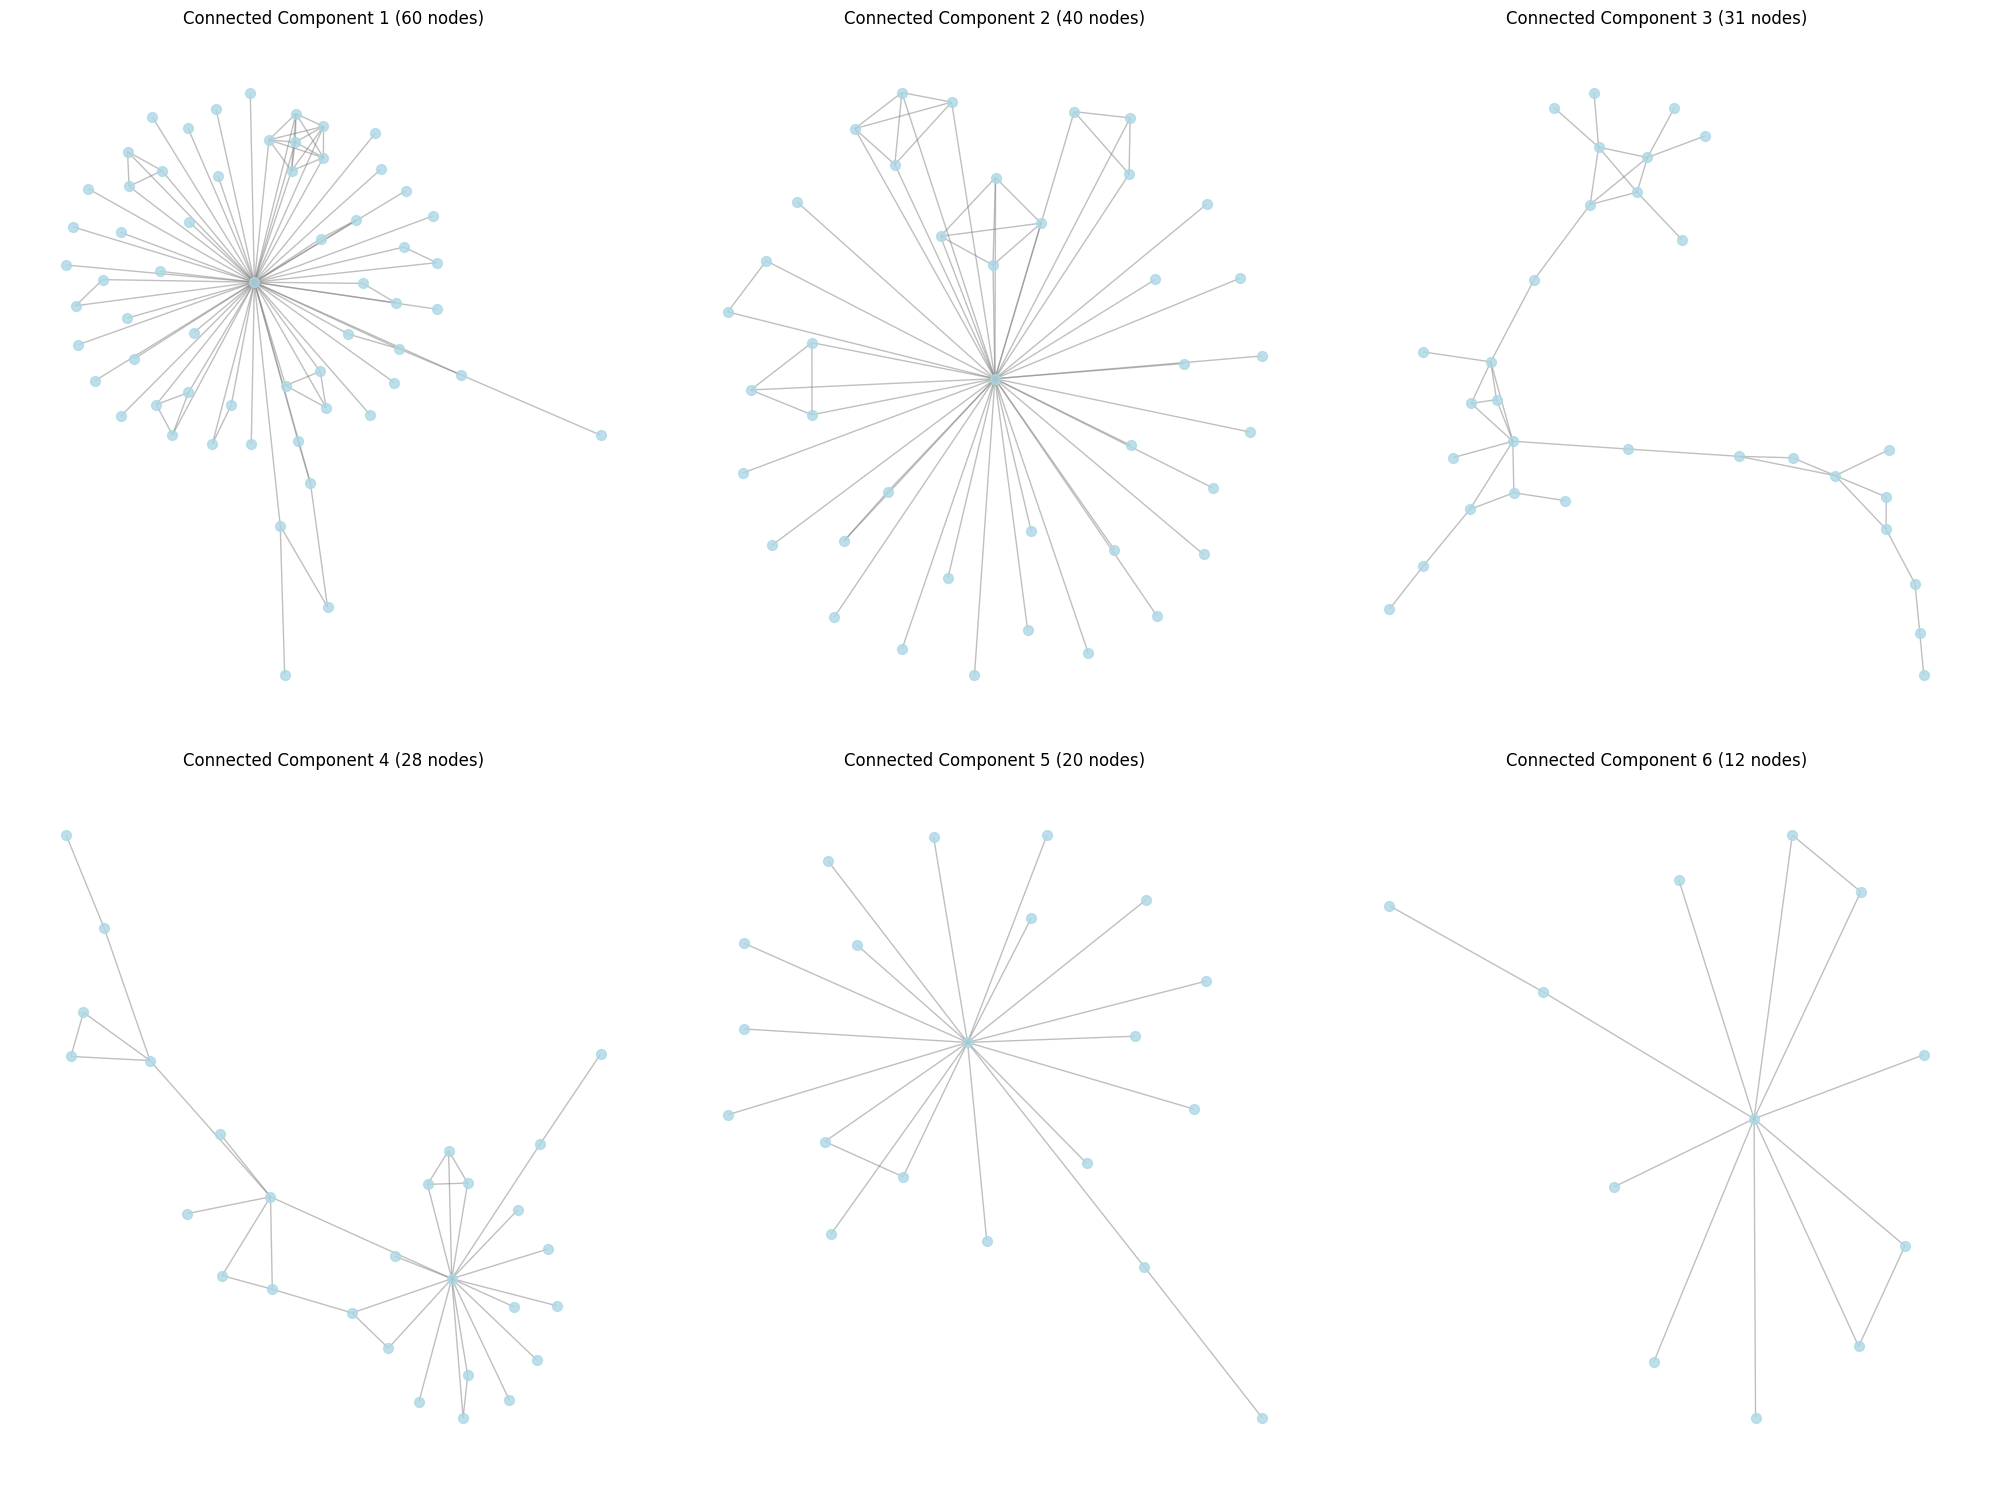 Connected Component 1 (60 nodes)
Connected Component 2 (40 nodes)
Connected Component 3 (31 nodes)
Connected Component 4 (28 nodes)
Connected Component 5 (20 nodes)
Connected Component 6 (12 nodes)